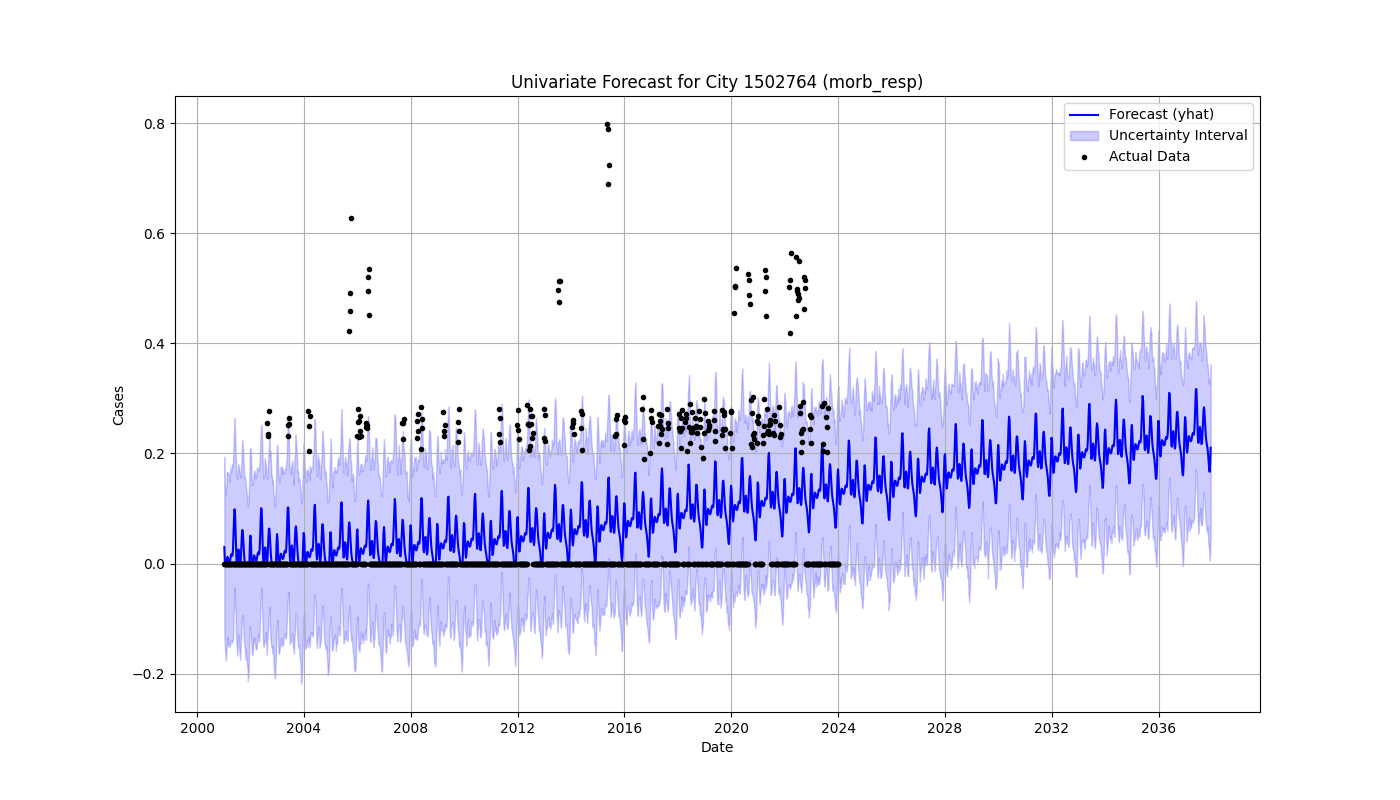 Univariate Forecast for City 1502764 (morb_resp)
Forecast (yhat)
Uncertainty Interval
Actual Data
Cases
0.8
0.6
0.4
0.2
0.0
−0.2
2000 2004 2008 2012 2016 2020 2024 2028 2032 2036
Date